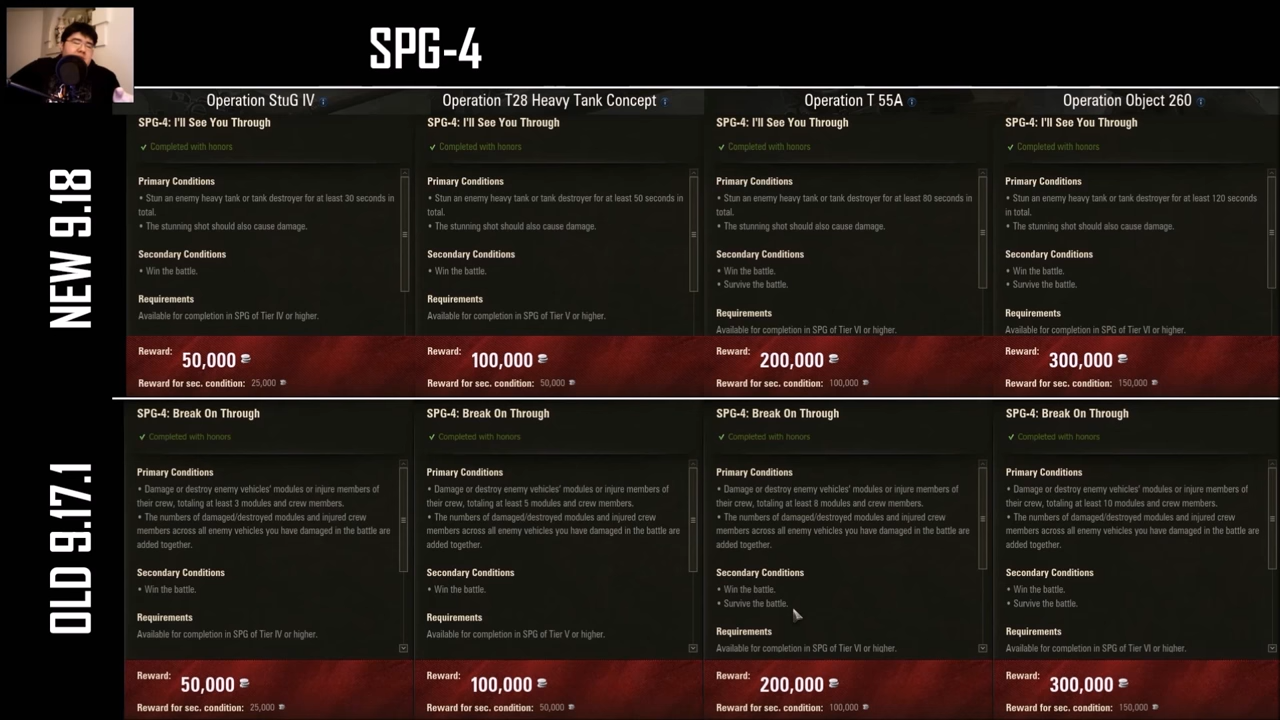 SPG-4
NEW 9.18
Operation StuG IV
SPG-4: I'll See You Through
Completed with honors
Primary Conditions
• Stun an enemy heavy tank or tank destroyer for at least 30 seconds in
total.
• The stunning shot should also cause damage.
Secondary Conditions
• Win the battle.
Requirements
Available for completion in SPG of Tier IV or higher.
Reward: 50,000
Reward for sec. condition: 25,000
Operation T28 Heavy Tank Concept
SPG-4: I'll See You Through
Completed with honors
Primary Conditions
• Stun an enemy heavy tank or tank destroyer for at least 50 seconds in
total.
• The stunning shot should also cause damage.
Secondary Conditions
• Win the battle.
Requirements
Available for completion in SPG of Tier V or higher.
Reward: 100,000
Reward for sec. condition: 50,000
Operation T 55A
SPG-4: I'll See You Through
Completed with honors
Primary Conditions
• Stun an enemy heavy tank or tank destroyer for at least 80 seconds in
total.
• The stunning shot should also cause damage.
Secondary Conditions
• Win the battle.
• Survive the battle.
Requirements
Available for completion in SPG of Tier VI or higher.
Reward: 200,000
Reward for sec. condition: 100,000
Operation Object 260
SPG-4: I'll See You Through
Completed with honors
Primary Conditions
• Stun an enemy heavy tank or tank destroyer for at least 120 seconds
in total.
• The stunning shot should also cause damage.
Secondary Conditions
• Win the battle.
• Survive the battle.
Requirements
Available for completion in SPG of Tier VI or higher.
Reward: 300,000
Reward for sec. condition: 150,000
OLD 9.17.1
SPG-4: Break On Through
Completed with honors
Primary Conditions
• Damage or destroy enemy vehicles' modules or injure members of
their crew, totaling at least 3 modules and crew members.
• The numbers of damaged/destroyed modules and injured crew
members across all enemy vehicles you have damaged in the battle are
added together.
Secondary Conditions
• Win the battle.
Requirements
Available for completion in SPG of Tier IV or higher.
Reward: 50,000
Reward for sec. condition: 25,000
SPG-4: Break On Through
Completed with honors
Primary Conditions
• Damage or destroy enemy vehicles' modules or injure members of
their crew, totaling at least 5 modules and crew members.
• The numbers of damaged/destroyed modules and injured crew
members across all enemy vehicles you have damaged in the battle are
added together.
Secondary Conditions
• Win the battle.
Requirements
Available for completion in SPG of Tier V or higher.
Reward: 100,000
Reward for sec. condition: 50,000
SPG-4: Break On Through
Completed with honors
Primary Conditions
• Damage or destroy enemy vehicles' modules or injure members of
their crew, totaling at least 8 modules and crew members.
• The numbers of damaged/destroyed modules and injured crew
members across all enemy vehicles you have damaged in the battle are
added together.
Secondary Conditions
• Win the battle.
• Survive the battle.
Requirements
Available for completion in SPG of Tier VI or higher.
Reward: 200,000
Reward for sec. condition: 100,000
SPG-4: Break On Through
Completed with honors
Primary Conditions
• Damage or destroy enemy vehicles' modules or injure members of
their crew, totaling at least 10 modules and crew members.
• The numbers of damaged/destroyed modules and injured crew
members across all enemy vehicles you have damaged in the battle are
added together.
Secondary Conditions
• Win the battle.
• Survive the battle.
Requirements
Available for completion in SPG of Tier VI or higher.
Reward: 300,000
Reward for sec. condition: 150,000